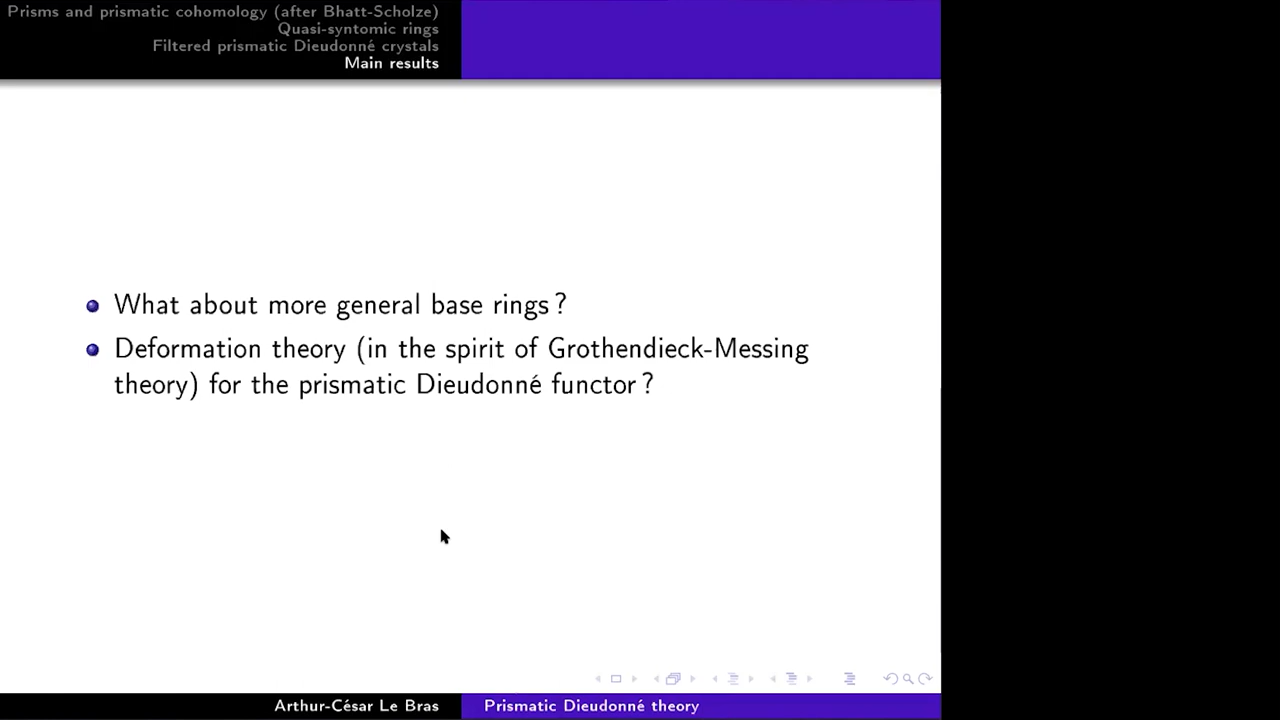 Prisms and prismatic cohomology (after Bhatt-Scholze)
Quasi-syntomic rings
Filtered prismatic Dieudonné crystals
Main results
What about more general base rings ?
Deformation theory (in the spirit of Grothendieck-Messing
theory) for the prismatic Dieudonné functor ?
Arthur-César Le Bras
Prismatic Dieudonné theory